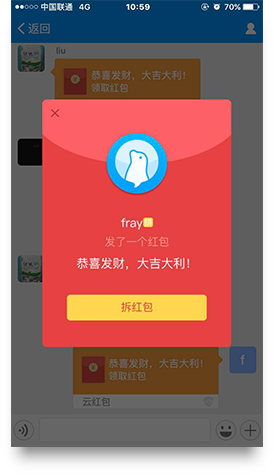 中国联通 4G 10:59 70%
返回
liu
恭喜发财，大吉大利！
领取红包
fray 拼
发了一个红包
恭喜发财，大吉大利！
拆红包
恭喜发财，大吉大利！
领取红包
f
云红包